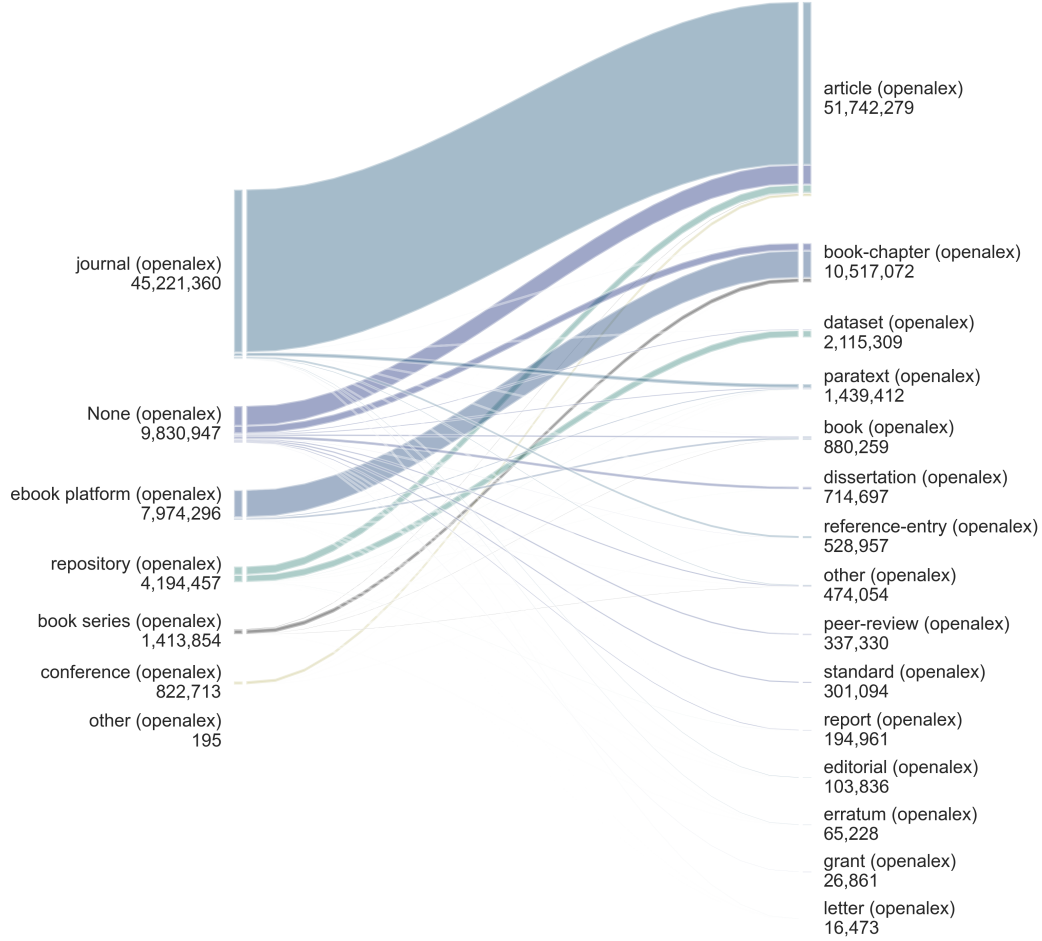 journal (openalex)
45,221,360
None (openalex)
9,830,947
ebook platform (openalex)
7,974,296
repository (openalex)
4,194,457
book series (openalex)
1,413,854
conference (openalex)
822,713
other (openalex)
195
article (openalex)
51,742,279
book-chapter (openalex)
10,517,072
dataset (openalex)
2,115,309
paratext (openalex)
1,439,412
book (openalex)
880,259
dissertation (openalex)
714,697
reference-entry (openalex)
528,957
other (openalex)
474,054
peer-review (openalex)
337,330
standard (openalex)
301,094
report (openalex)
194,961
editorial (openalex)
103,836
erratum (openalex)
65,228
grant (openalex)
26,861
letter (openalex)
16,473